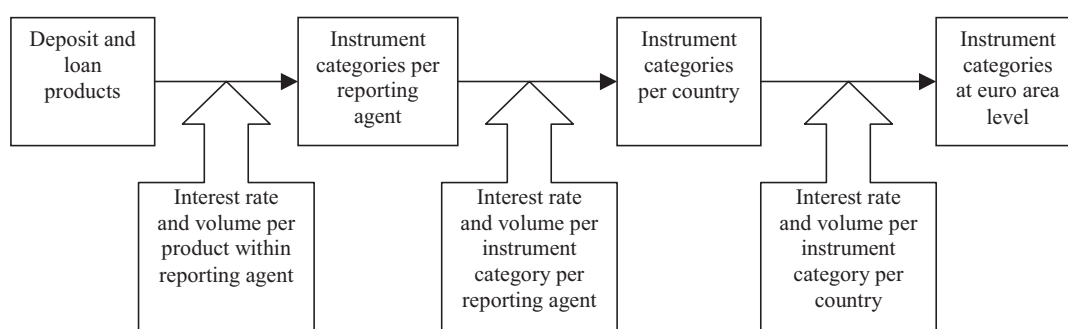 Deposit and
loan
products
Instrument
categories per
reporting
agent
Instrument
categories
per country
Instrument
categories
at euro area
level
Interest rate
and volume per
product within
reporting agent
Interest rate
and volume per
instrument
category per
reporting agent
Interest rate
and volume per
instrument
category per
country